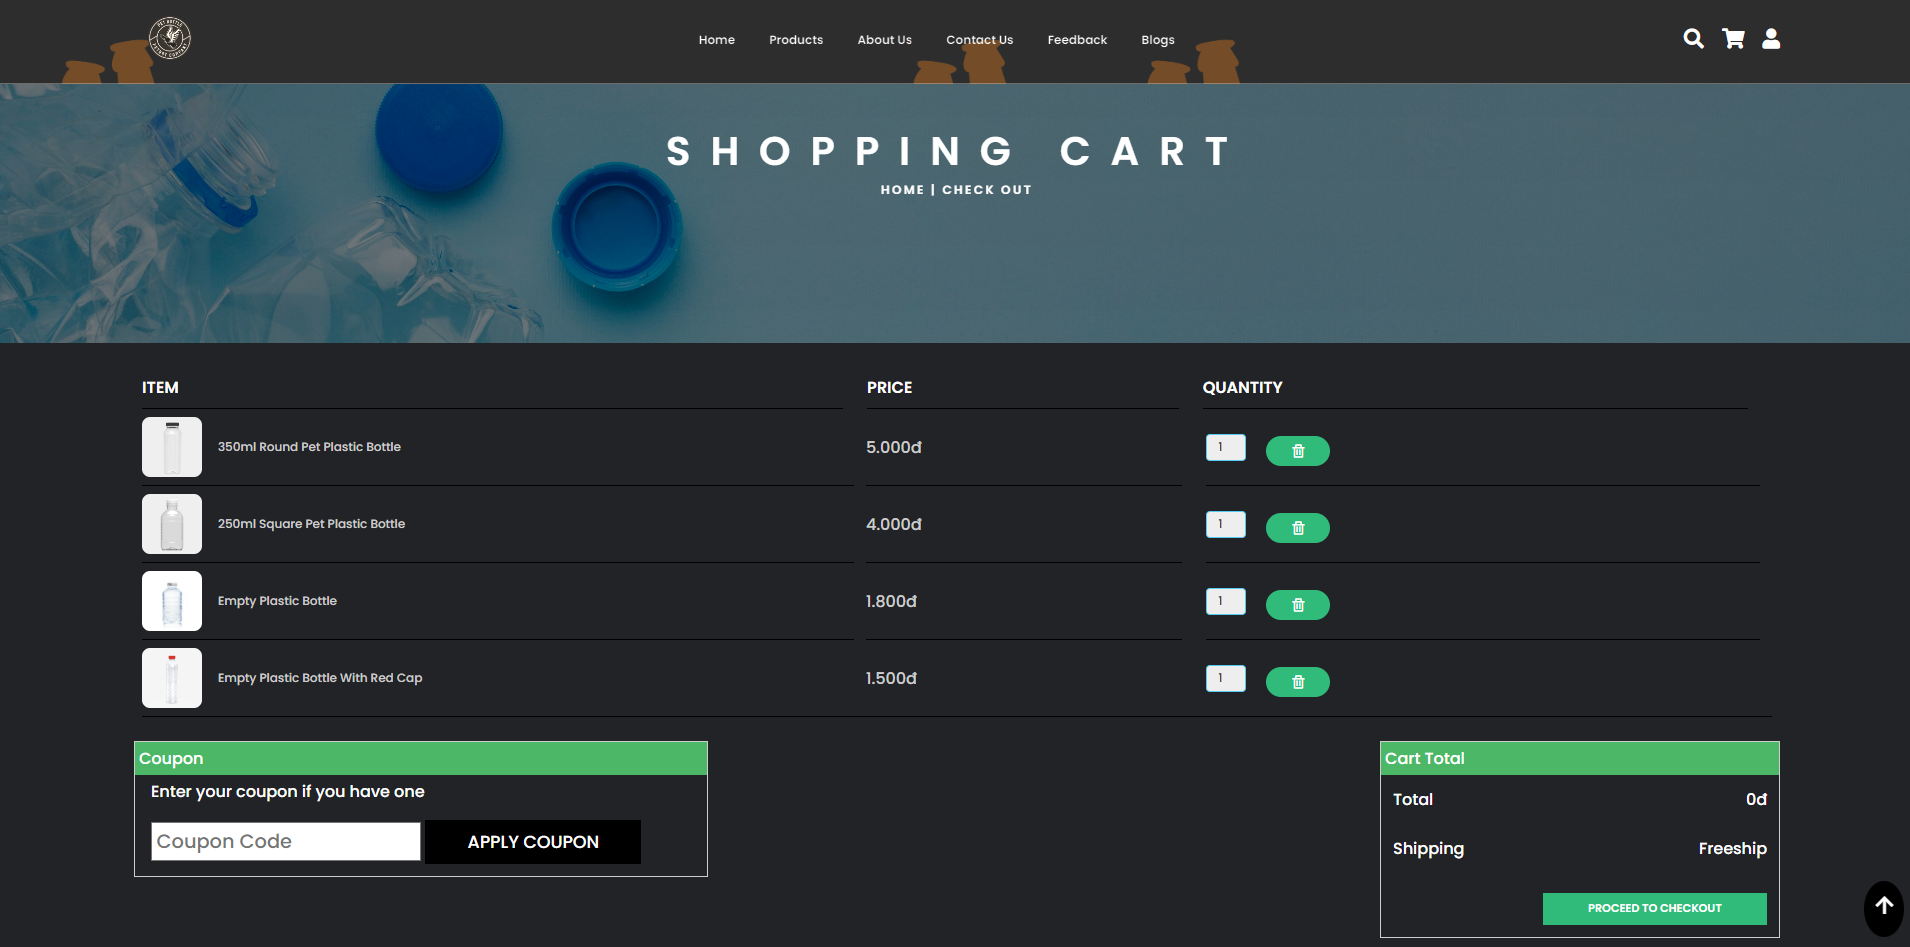 PET BOTTLE
Home Products About Us Contact Us Feedback Blogs
SHOPPING CART
HOME | CHECK OUT
ITEM PRICE QUANTITY
350ml Round Pet Plastic Bottle 5.000đ 1
250ml Square Pet Plastic Bottle 4.000đ 1
Empty Plastic Bottle 1.800đ 1
Empty Plastic Bottle With Red Cap 1.500đ 1
Coupon
Enter your coupon if you have one
Coupon Code APPLY COUPON
Cart Total
Total 0đ
Shipping Freeship
PROCEED TO CHECKOUT